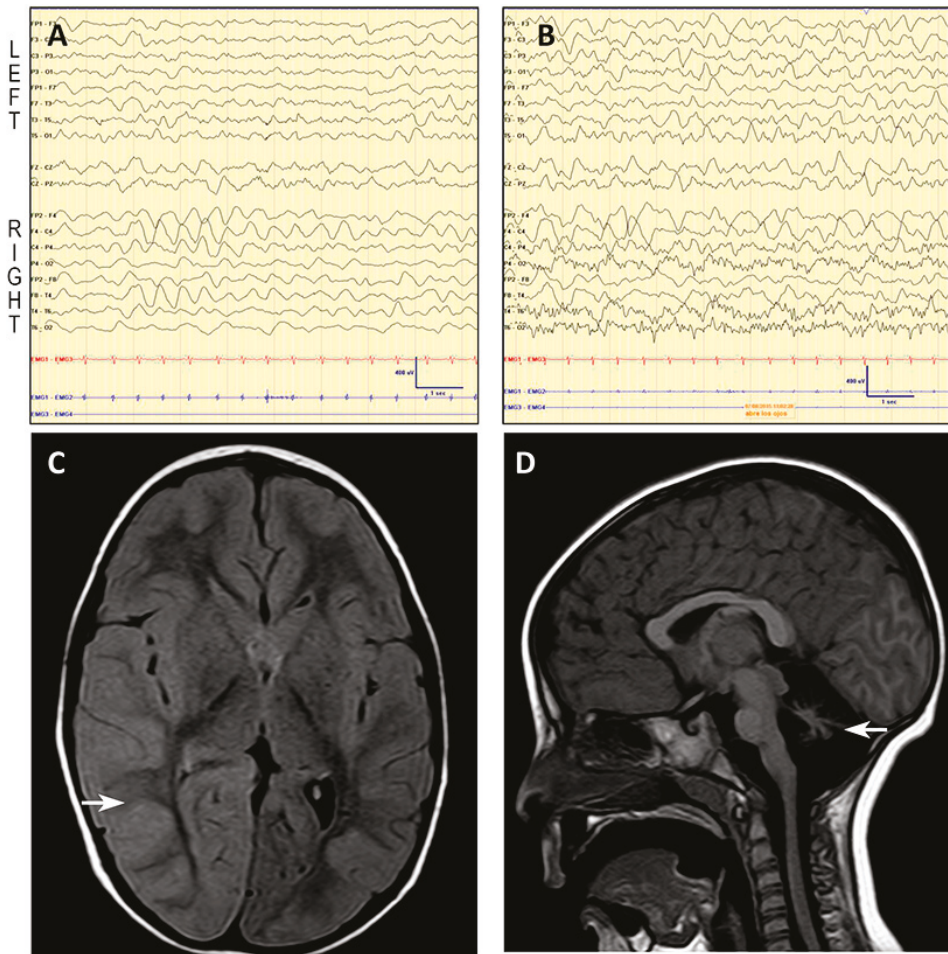 A
LEFT
RIGHT
FP1 - F3
F3 - C3
C3 - P3
P3 - O1
FP1 - F7
F7 - T3
T3 - T5
T5 - O1
FZ - CZ
CZ - PZ
FP2 - F4
F4 - C4
C4 - P4
P4 - O2
FP2 - F8
F8 - T4
T4 - T6
T6 - O2
EMG1 - EMG3
400 uV
1 sec
EMG1 - EMG2
EMG3 - EMG4
B
FP1 - F3
F3 - C3
C3 - P3
P3 - O1
FP1 - F7
F7 - T3
T3 - T5
T5 - O1
FZ - CZ
CZ - PZ
FP2 - F4
F4 - C4
C4 - P4
P4 - O2
FP2 - F8
F8 - T4
T4 - T6
T6 - O2
EMG1 - EMG3
400 uV
1 sec
EMG1 - EMG2
EMG3 - EMG4
abre los ojos
C
D